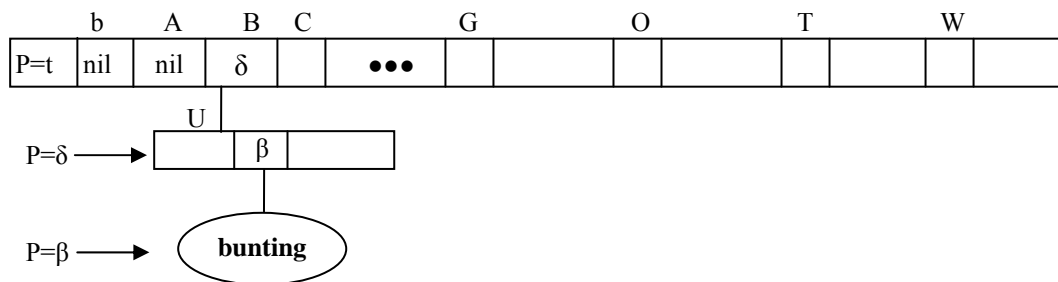 b A B C G O T W
P=t nil nil δ •••
U
P=δ β
bunting
P=β